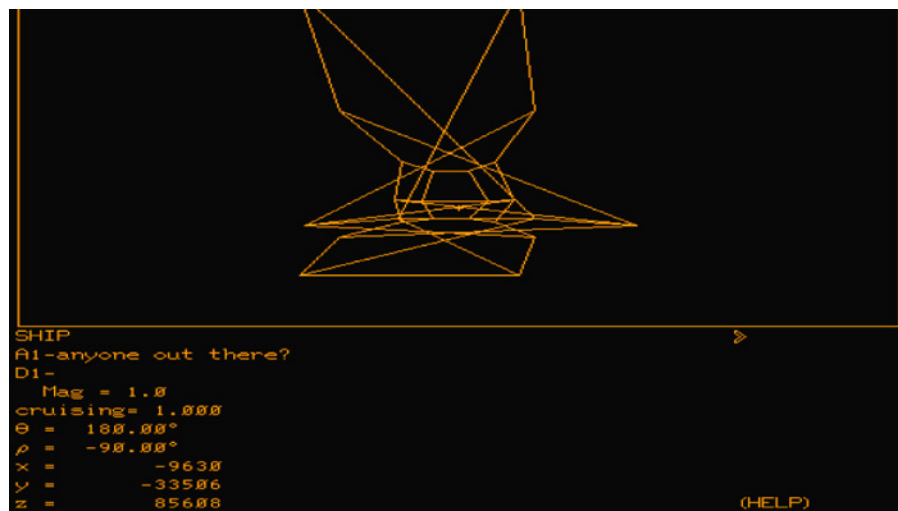 SHIP >
A1-anyone out there?
D1-
Mag = 1.0
cruising= 1.000
θ = 180.00°
ρ = -90.00°
x = -9630
y = -33506
z = 85608 (HELP)